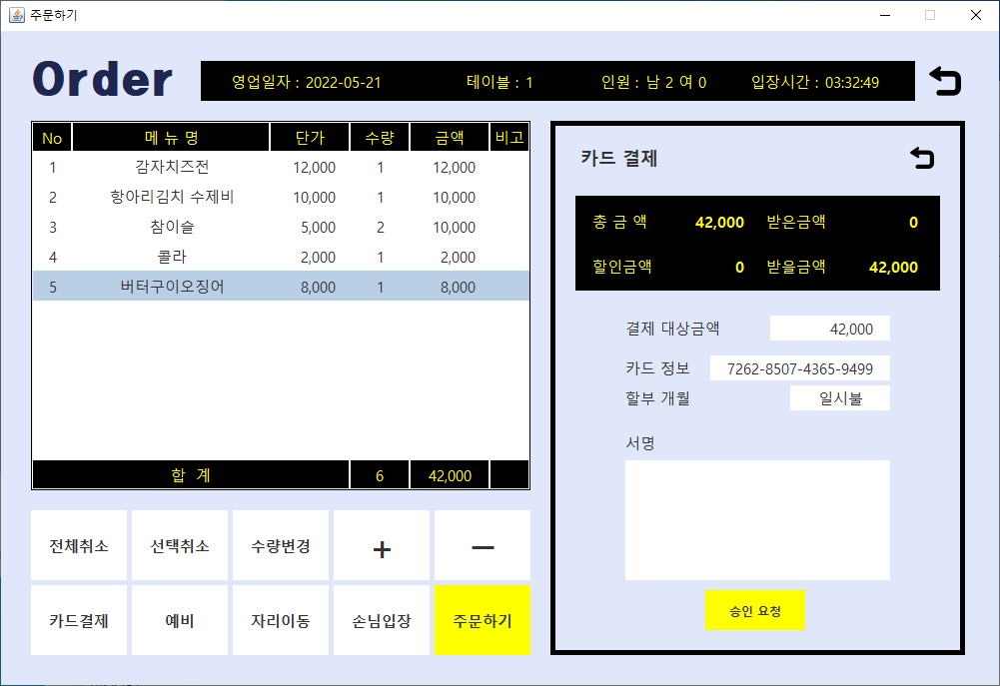 주문하기
Order
영업일자 : 2022-05-21 테이블 : 1 인원 : 남 2 여 0 입장시간 : 03:32:49
No 메 뉴 명 단가 수량 금액 비고
1 감자치즈전 12,000 1 12,000
2 항아리김치 수제비 10,000 1 10,000
3 참이슬 5,000 2 10,000
4 콜라 2,000 1 2,000
5 버터구이오징어 8,000 1 8,000
합 계 6 42,000
전체취소 선택취소 수량변경 + −
카드결제 예비 자리이동 손님입장 주문하기
카드 결제
총 금 액 42,000 받은금액 0
할인금액 0 받을금액 42,000
결제 대상금액 42,000
카드 정보 7262-8507-4365-9499
할부 개월 일시불
서명
승인 요청